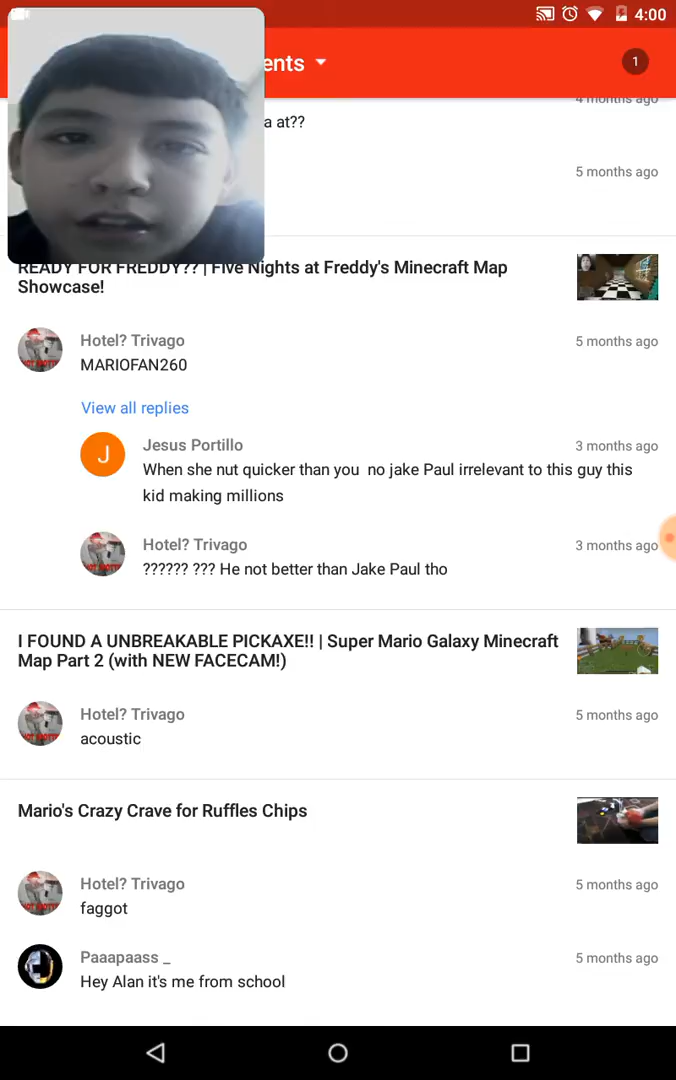 4:00
ents
1
4 months ago
a at??
5 months ago
READY FOR FREDDY?? | Five Nights at Freddy's Minecraft Map
Showcase!
Hotel? Trivago
5 months ago
MARIOFAN260
View all replies
J
Jesus Portillo
3 months ago
When she nut quicker than you  no jake Paul irrelevant to this guy this
kid making millions
Hotel? Trivago
3 months ago
?????? ??? He not better than Jake Paul tho
I FOUND A UNBREAKABLE PICKAXE!! | Super Mario Galaxy Minecraft
Map Part 2 (with NEW FACECAM!)
Hotel? Trivago
5 months ago
acoustic
Mario's Crazy Crave for Ruffles Chips
Hotel? Trivago
5 months ago
faggot
Paaapaass _
5 months ago
Hey Alan it's me from school